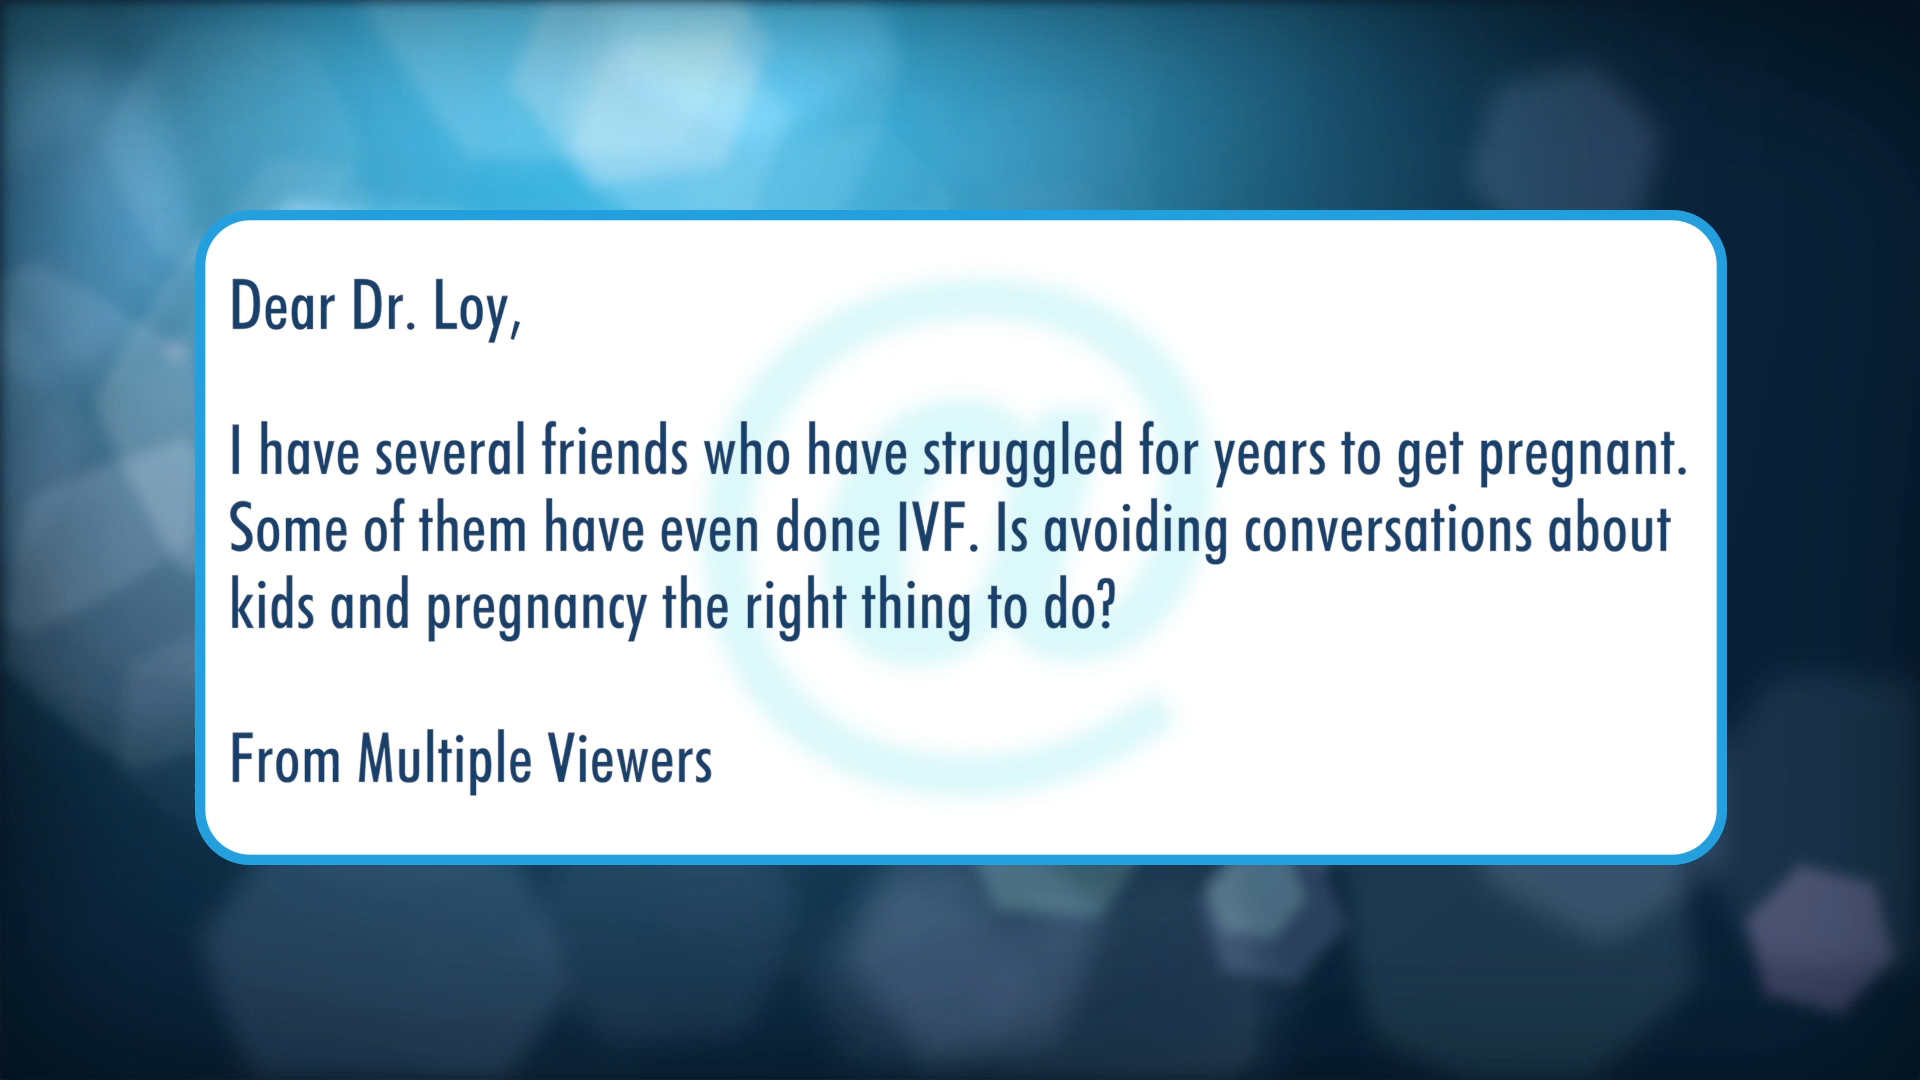 Dear Dr. Loy,
I have several friends who have struggled for years to get pregnant.
Some of them have even done IVF. Is avoiding conversations about
kids and pregnancy the right thing to do?
From Multiple Viewers